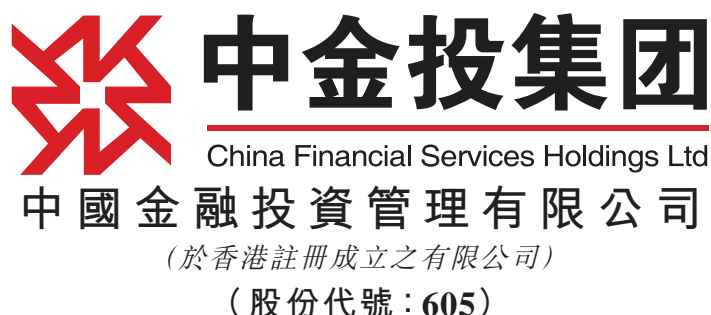 中金投集团
China Financial Services Holdings Ltd
中國金融投資管理有限公司
(於香港註冊成立之有限公司)
(股份代號：605)